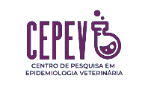 CEPEV
CENTRO DE PESQUISA EM
EPIDEMIOLOGIA VETERINÁRIA